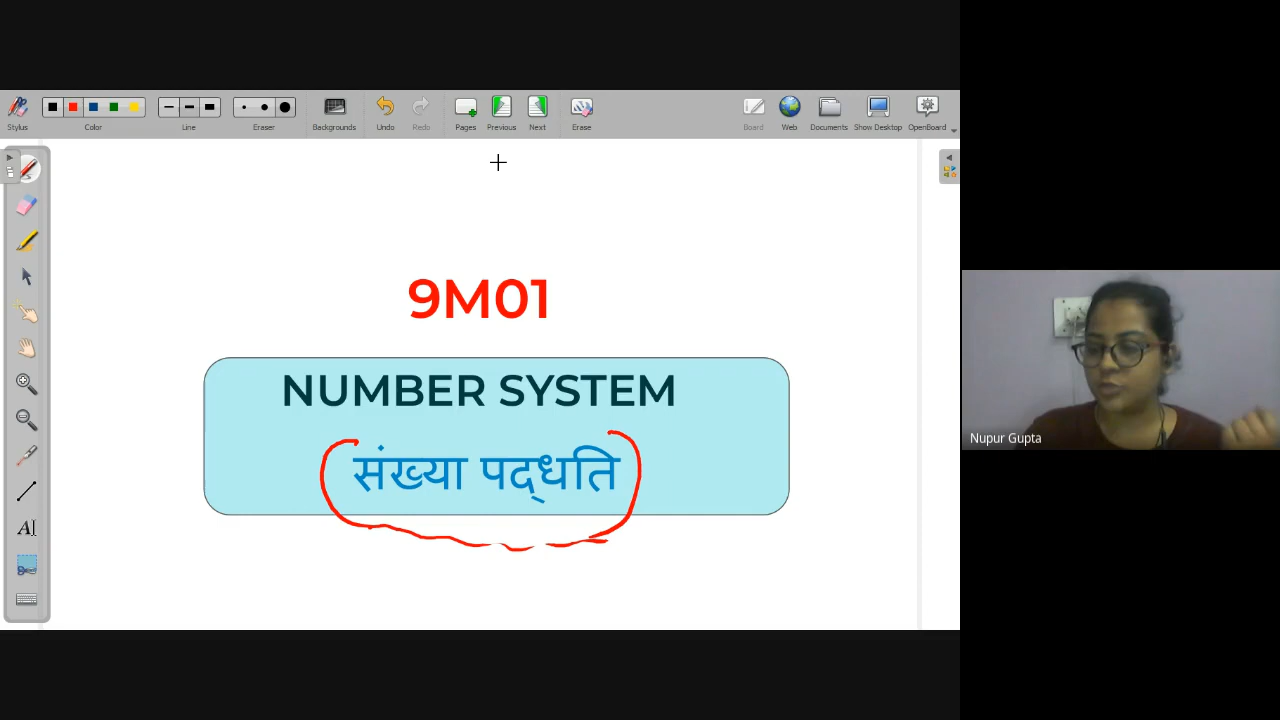 Stylus
Color
Line
Eraser
Backgrounds
Undo
Redo
Pages
Previous
Next
Erase
Board
Web
Documents
Show Desktop
OpenBoard
9M01
NUMBER SYSTEM
संख्या पद्धति
Nupur Gupta